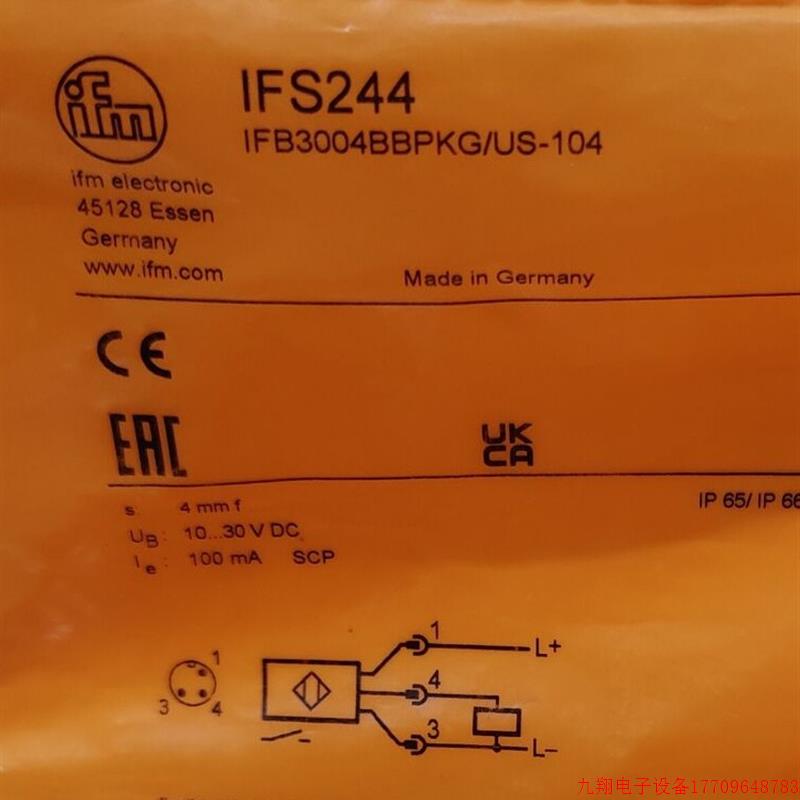 ifm
IFS244
IFB3004BBPKG/US-104
ifm electronic
45128 Essen
Germany
www.ifm.com
Made in Germany
CE
EAC
UK
CA
IP 65/ IP 66
s 4 mm f
UB: 10...30 V DC
Ie: 100 mA SCP
1
3 4
1 L+
4
3 L-
九翔电子设备17709648783